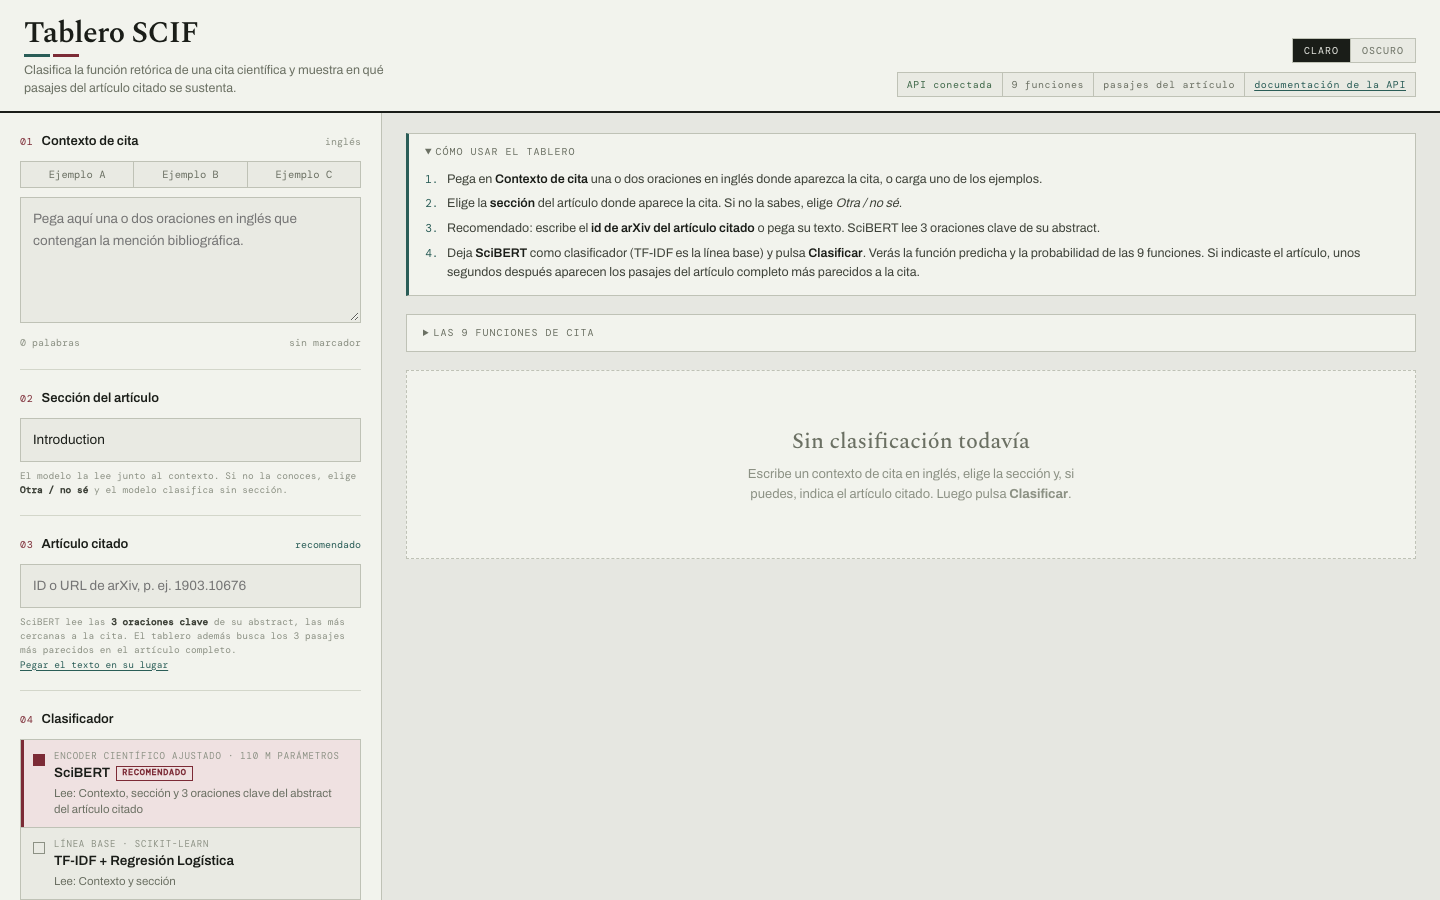 Tablero SCIF
Clasifica la función retórica de una cita científica y muestra en qué
pasajes del artículo citado se sustenta.
CLARO OSCURO
API conectada 9 funciones pasajes del artículo documentación de la API
01 Contexto de cita inglés
Ejemplo A Ejemplo B Ejemplo C
Pega aquí una o dos oraciones en inglés que
contengan la mención bibliográfica.
0 palabras sin marcador
02 Sección del artículo
Introduction
El modelo la lee junto al contexto. Si no la conoces, elige
Otra / no sé y el modelo clasifica sin sección.
03 Artículo citado recomendado
ID o URL de arXiv, p. ej. 1903.10676
SciBERT lee las 3 oraciones clave de su abstract, las más
cercanas a la cita. El tablero además busca los 3 pasajes
más parecidos en el artículo completo.
Pegar el texto en su lugar
04 Clasificador
ENCODER CIENTÍFICO AJUSTADO · 110 M PARÁMETROS
SciBERT RECOMENDADO
Lee: Contexto, sección y 3 oraciones clave del abstract
del artículo citado
LÍNEA BASE · SCIKIT-LEARN
TF-IDF + Regresión Logística
Lee: Contexto y sección
▼ CÓMO USAR EL TABLERO
1. Pega en Contexto de cita una o dos oraciones en inglés donde aparezca la cita, o carga uno de los ejemplos.
2. Elige la sección del artículo donde aparece la cita. Si no la sabes, elige Otra / no sé.
3. Recomendado: escribe el id de arXiv del artículo citado o pega su texto. SciBERT lee 3 oraciones clave de su abstract.
4. Deja SciBERT como clasificador (TF-IDF es la línea base) y pulsa Clasificar. Verás la función predicha y la probabilidad de las 9 funciones. Si indicaste el artículo, unos
segundos después aparecen los pasajes del artículo completo más parecidos a la cita.
▶ LAS 9 FUNCIONES DE CITA
Sin clasificación todavía
Escribe un contexto de cita en inglés, elige la sección y, si
puedes, indica el artículo citado. Luego pulsa Clasificar.